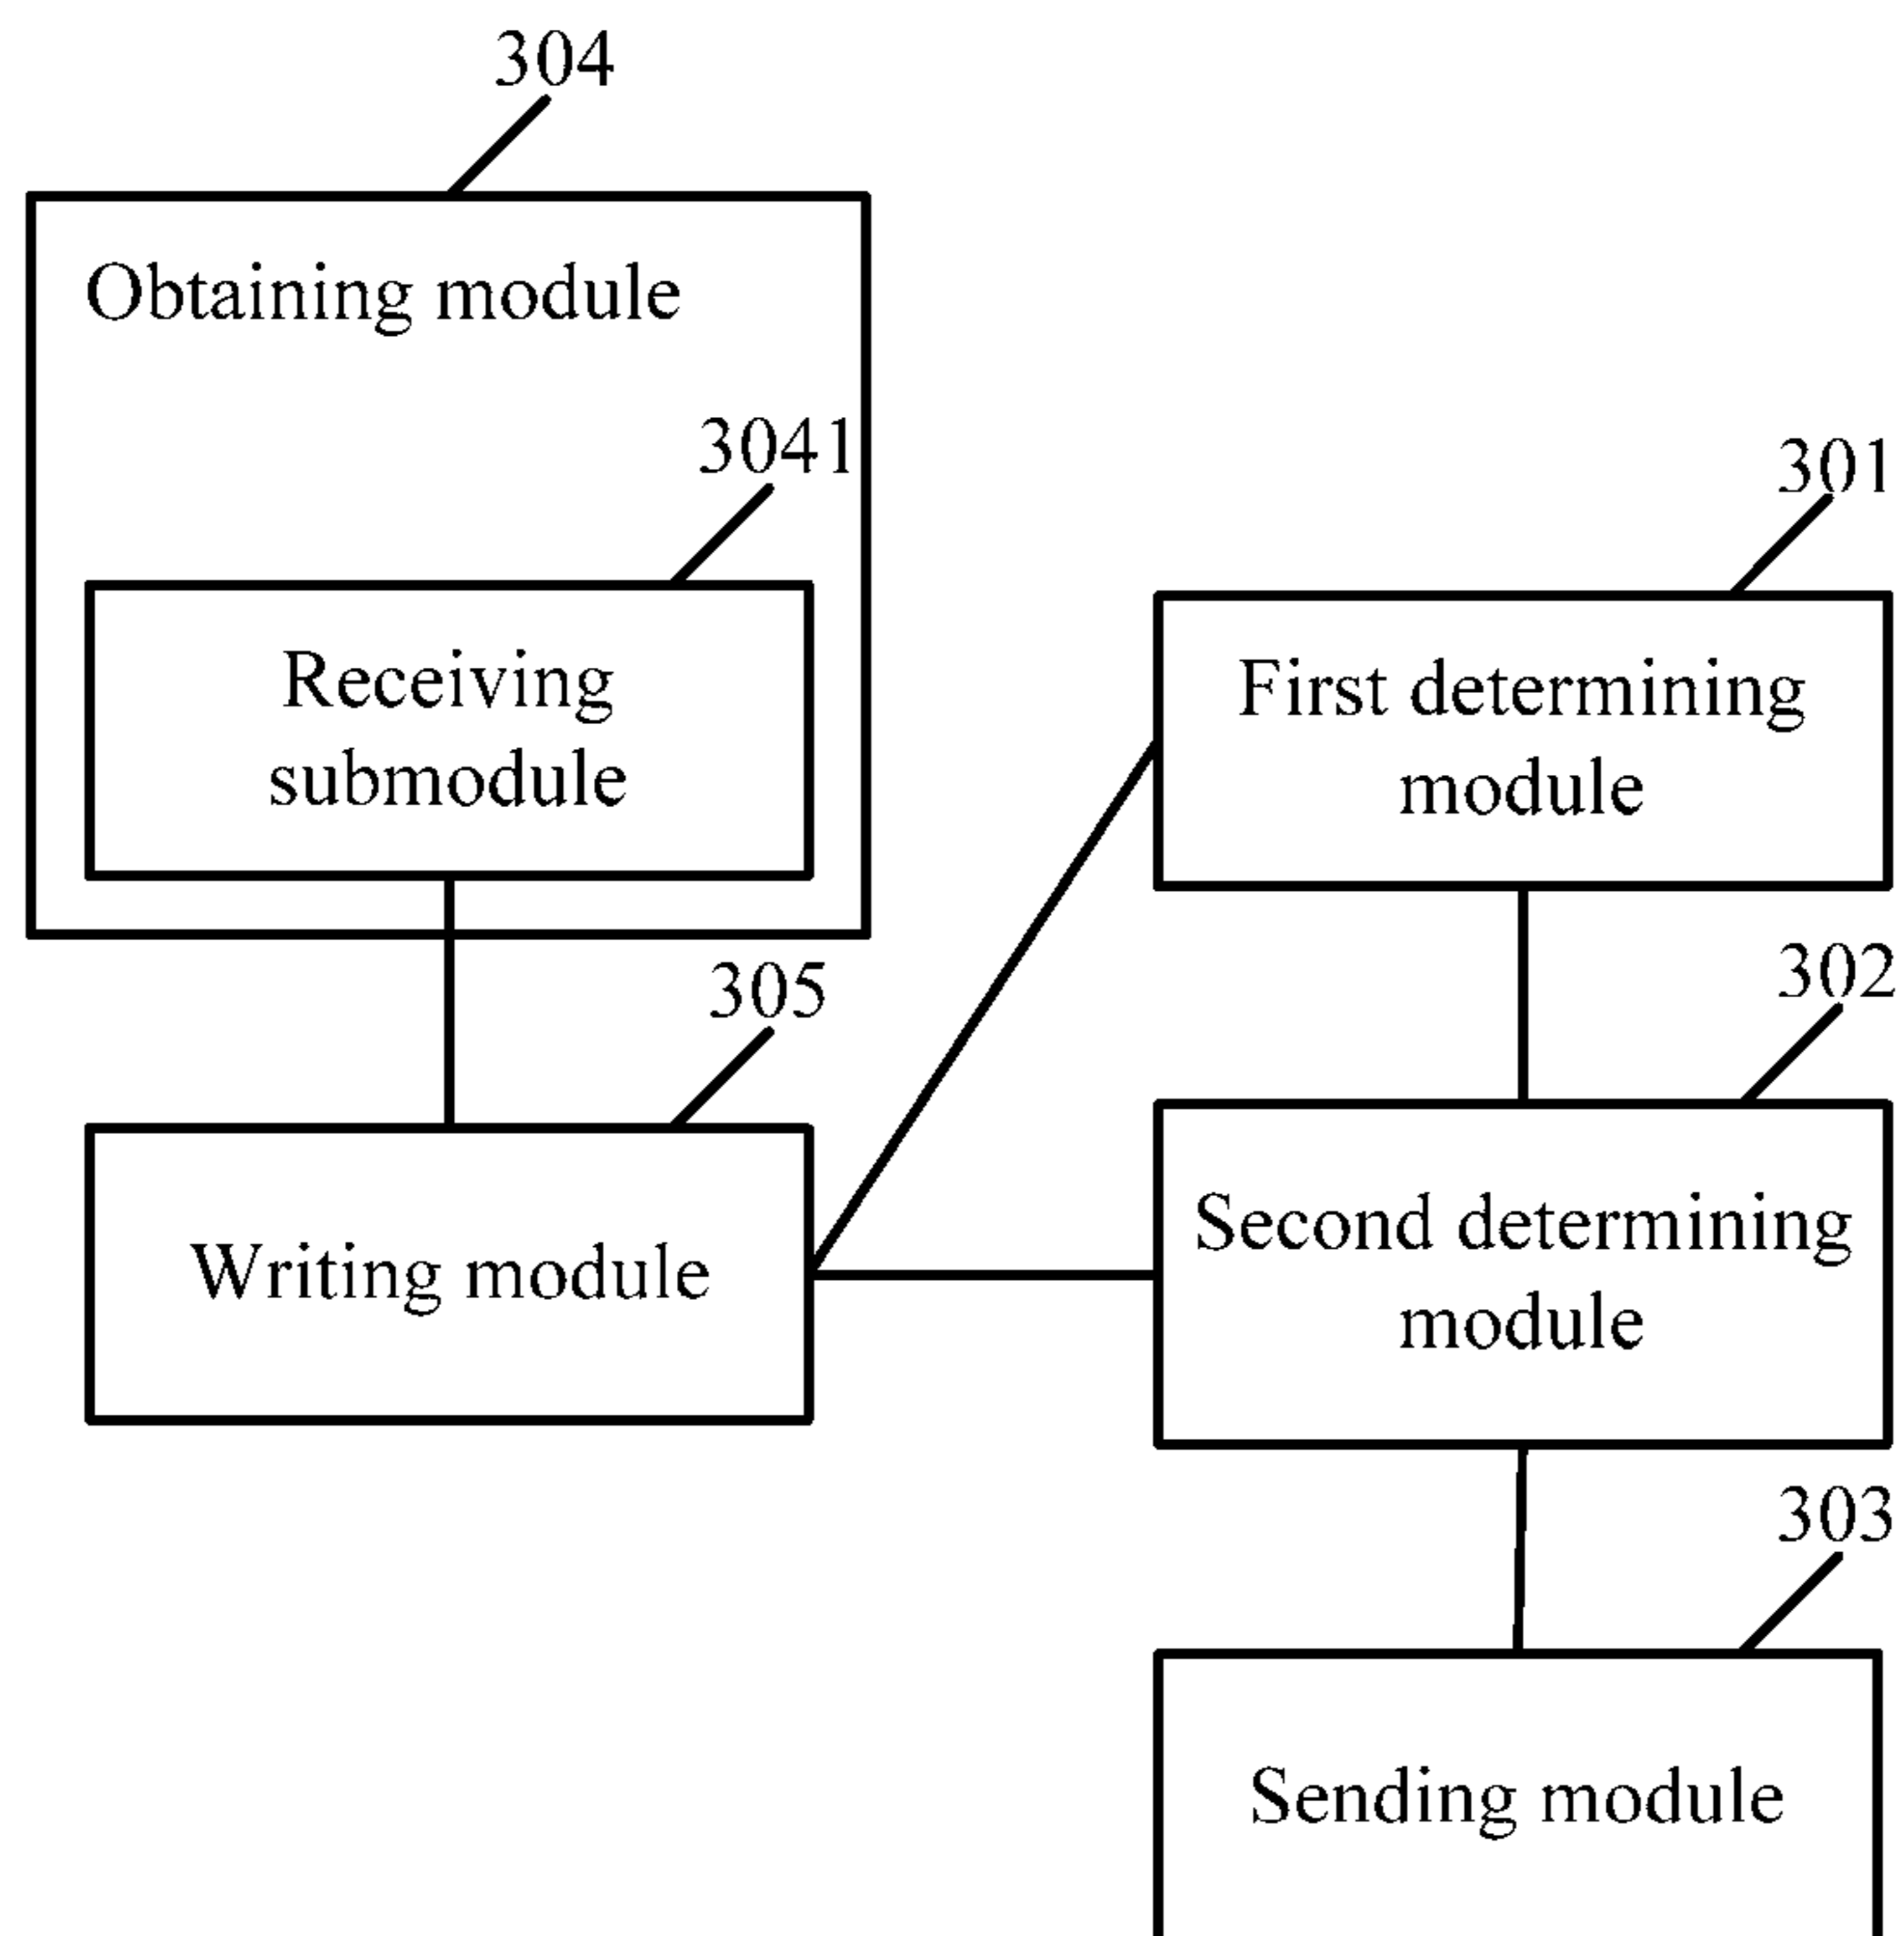 304
Obtaining module
3041
Receiving
submodule
305
Writing module
301
First determining
module
302
Second determining
module
303
Sending module